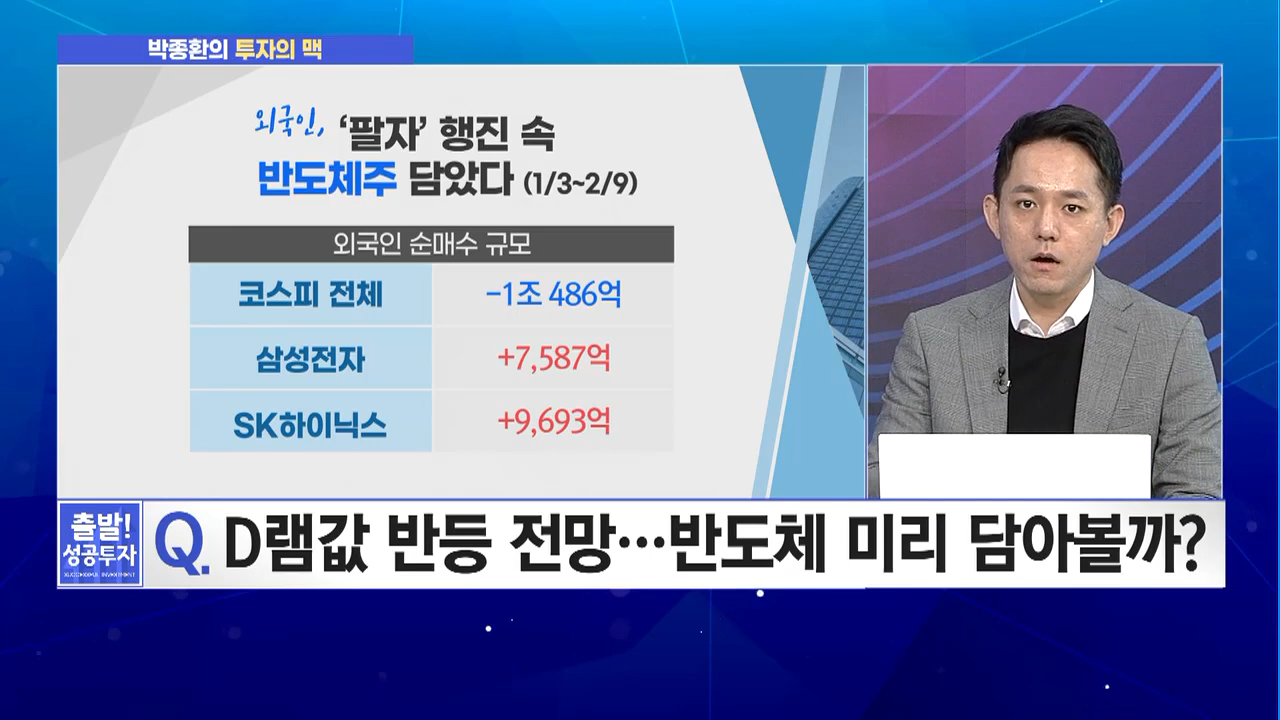 박종환의 투자의 맥
외국인, ‘팔자’ 행진 속
반도체주 담았다 (1/3~2/9)
외국인 순매수 규모
코스피 전체 -1조 486억
삼성전자 +7,587억
SK하이닉스 +9,693억
출발!
성공투자
SUCCESSFUL INVESTMENT
Q. D램값 반등 전망…반도체 미리 담아볼까?